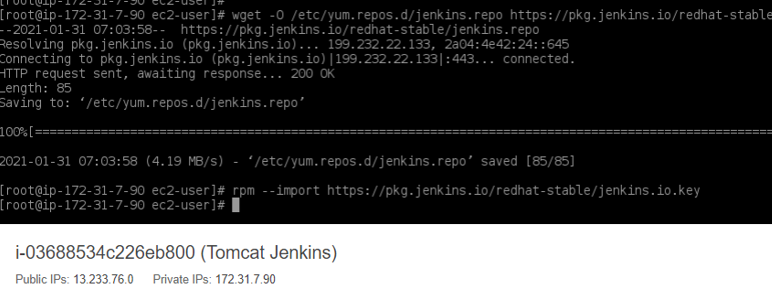 [root@ip-172-31-7-90 ec2-user]#
[root@ip-172-31-7-90 ec2-user]# wget -O /etc/yum.repos.d/jenkins.repo https://pkg.jenkins.io/redhat-stable
--2021-01-31 07:03:58-- https://pkg.jenkins.io/redhat-stable/jenkins.repo
Resolving pkg.jenkins.io (pkg.jenkins.io)... 199.232.22.133, 2a04:4e42:24::645
Connecting to pkg.jenkins.io (pkg.jenkins.io)|199.232.22.133|:443... connected.
HTTP request sent, awaiting response... 200 OK
Length: 85
Saving to: ‘/etc/yum.repos.d/jenkins.repo’
100%[=====================================================================================================
2021-01-31 07:03:58 (4.19 MB/s) - ‘/etc/yum.repos.d/jenkins.repo’ saved [85/85]
[root@ip-172-31-7-90 ec2-user]# rpm --import https://pkg.jenkins.io/redhat-stable/jenkins.io.key
[root@ip-172-31-7-90 ec2-user]#
i-03688534c226eb800 (Tomcat Jenkins)
Public IPs: 13.233.76.0 Private IPs: 172.31.7.90